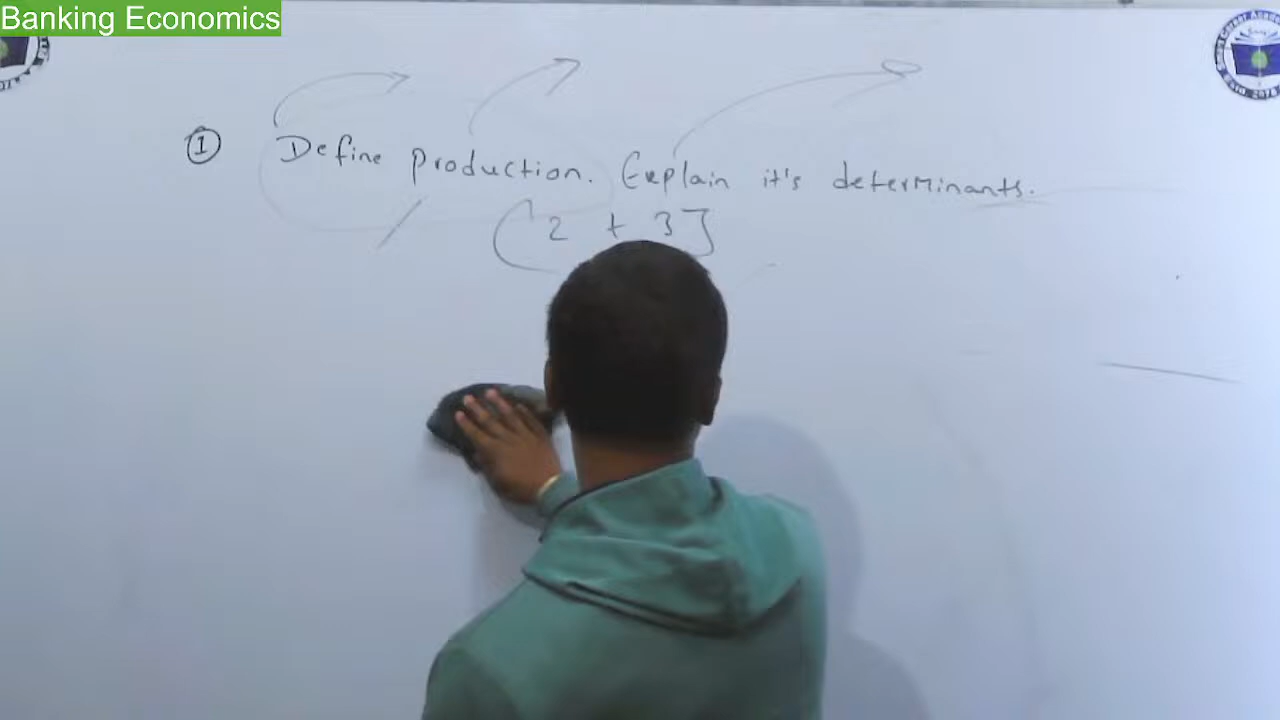 Banking Economics
① Define production. Explain it's determinants.
[2 + 3]